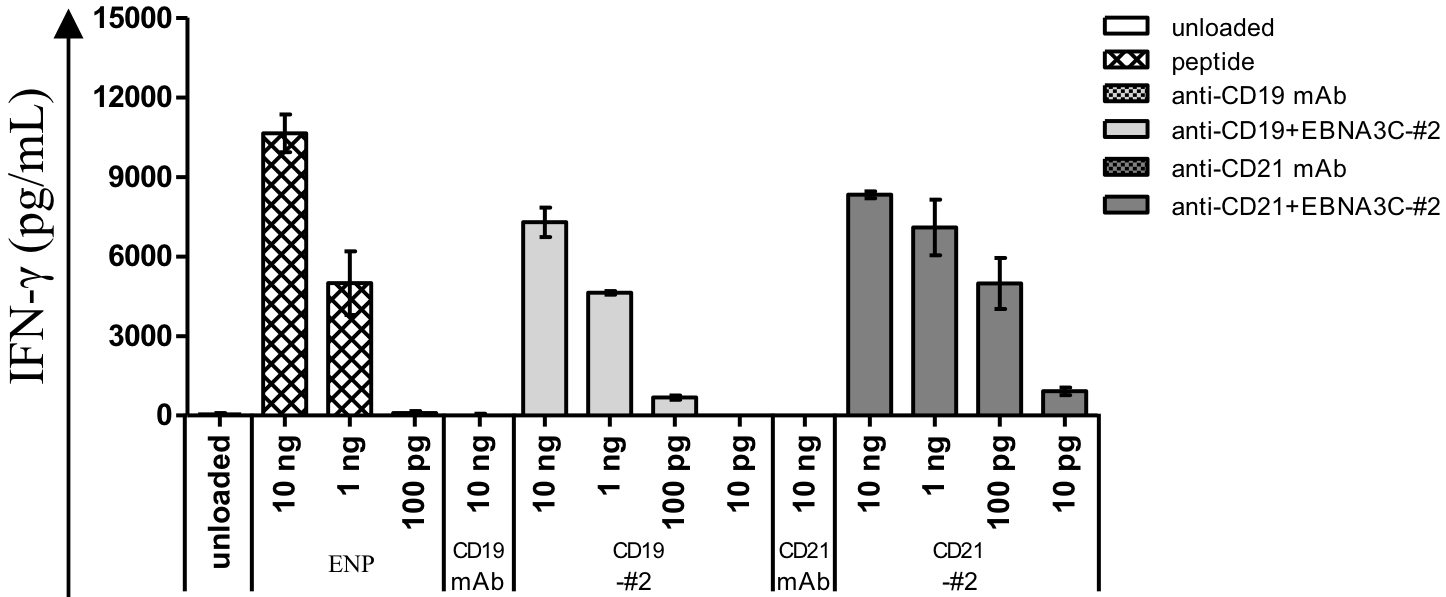 IFN-γ (pg/mL)
15000
12000
9000
6000
3000
0
unloaded
10 ng
1 ng
100 pg
10 ng
10 ng
1 ng
100 pg
10 pg
10 ng
10 ng
1 ng
100 pg
10 pg
ENP
CD19
mAb
CD19
-#2
CD21
mAb
CD21
-#2
unloaded
peptide
anti-CD19 mAb
anti-CD19+EBNA3C-#2
anti-CD21 mAb
anti-CD21+EBNA3C-#2